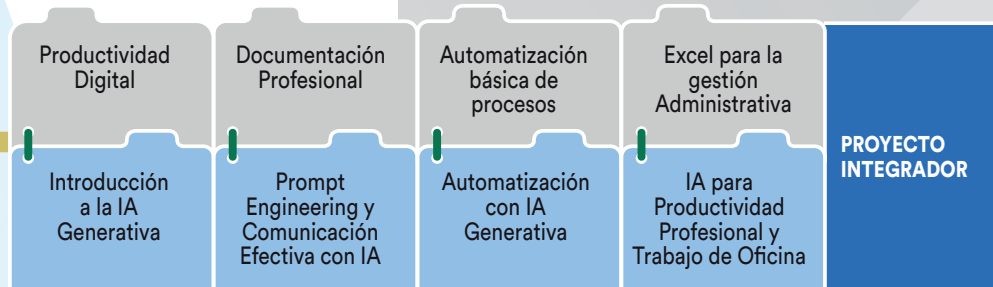 Productividad
Digital
Documentación
Profesional
Automatización
básica de
procesos
Excel para la
gestión
Administrativa
Introducción
a la IA
Generativa
Prompt
Engineering y
Comunicación
Efectiva con IA
Automatización
con IA
Generativa
IA para
Productividad
Profesional y
Trabajo de Oficina
PROYECTO
INTEGRADOR